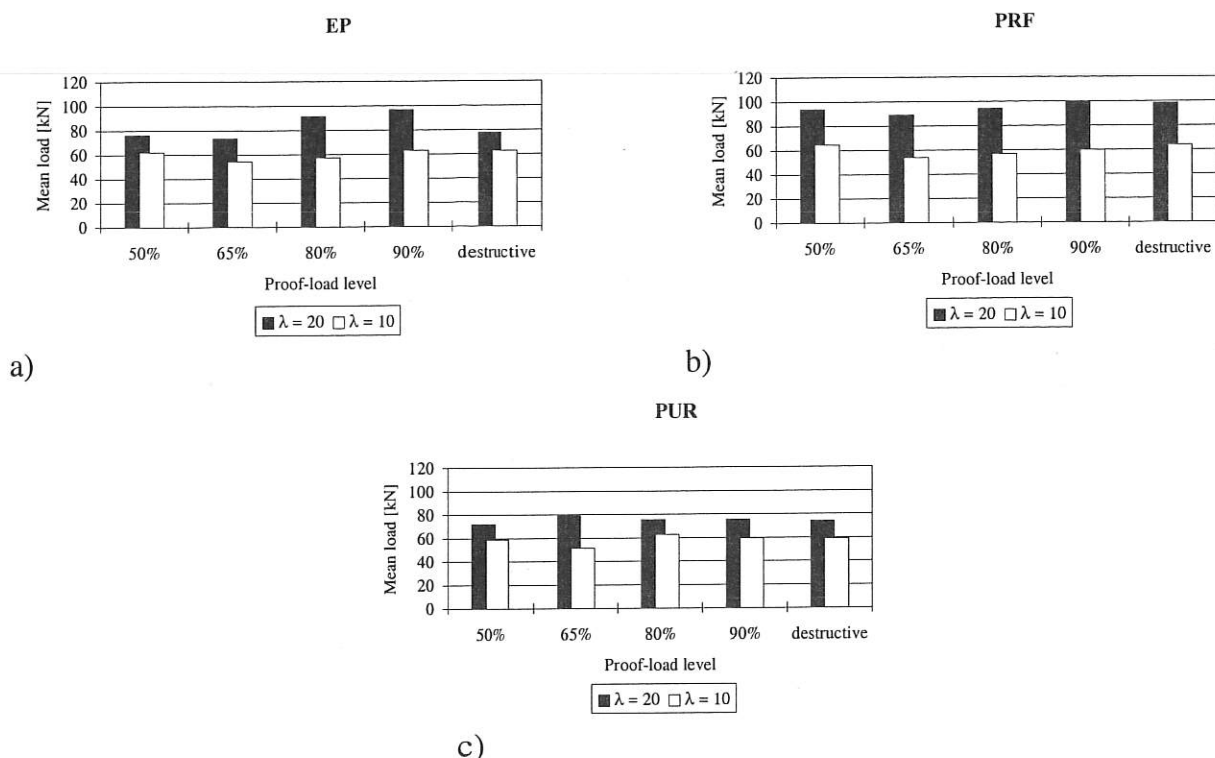 EP
120
100
80
60
40
20
0
Mean load [kN]
50% 65% 80% 90% destructive
Proof-load level
λ = 20 λ = 10
a)
PRF
120
100
80
60
40
20
0
Mean load [kN]
50% 65% 80% 90% destructive
Proof-load level
λ = 20 λ = 10
b)
PUR
120
100
80
60
40
20
0
Mean load [kN]
50% 65% 80% 90% destructive
Proof-load level
λ = 20 λ = 10
c)